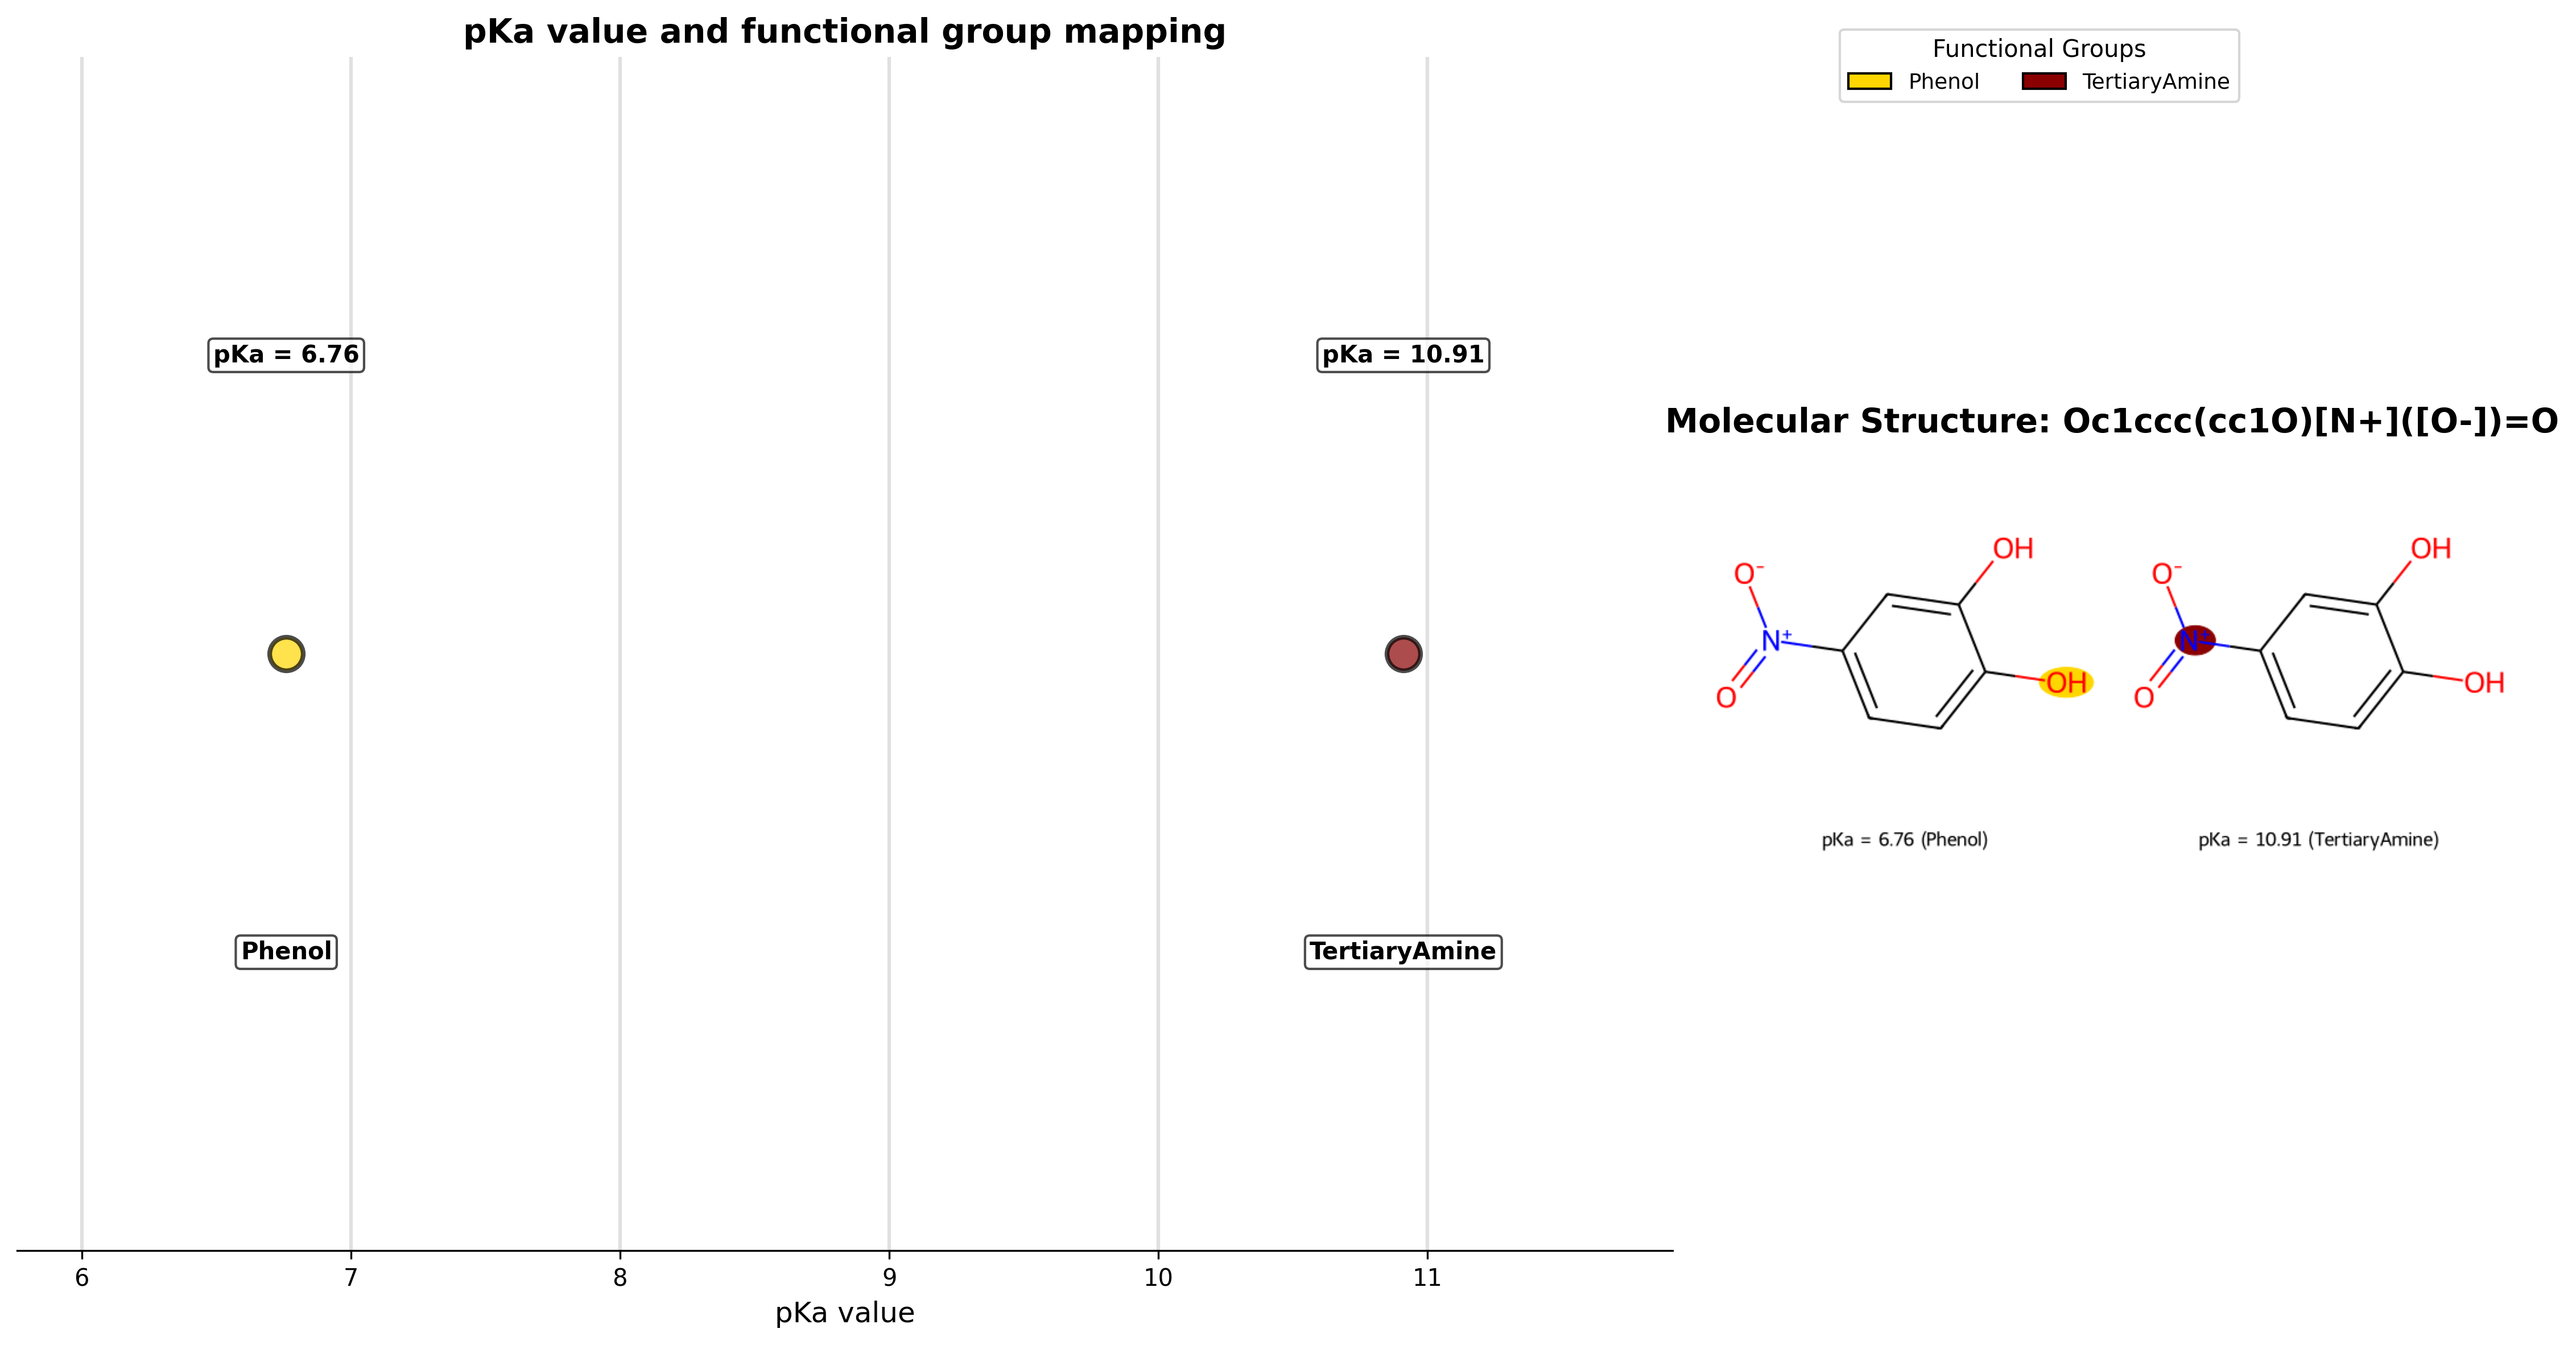 pKa value and functional group mapping
pKa = 6.76
pKa = 10.91
Phenol
TertiaryAmine
6 7 8 9 10 11
pKa value
Functional Groups
Phenol TertiaryAmine
Molecular Structure: Oc1ccc(cc1O)[N+]([O-])=O
OH
O⁻
N⁺
O
OH
pKa = 6.76 (Phenol)
OH
O⁻
N⁺
O
OH
pKa = 10.91 (TertiaryAmine)